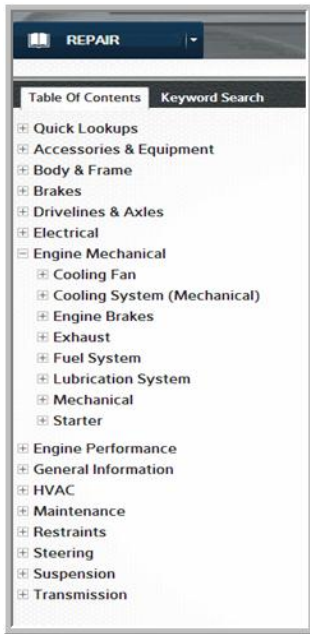 REPAIR
Table Of Contents Keyword Search
Quick Lookups
Accessories & Equipment
Body & Frame
Brakes
Drivelines & Axles
Electrical
Engine Mechanical
Cooling Fan
Cooling System (Mechanical)
Engine Brakes
Exhaust
Fuel System
Lubrication System
Mechanical
Starter
Engine Performance
General Information
HVAC
Maintenance
Restraints
Steering
Suspension
Transmission